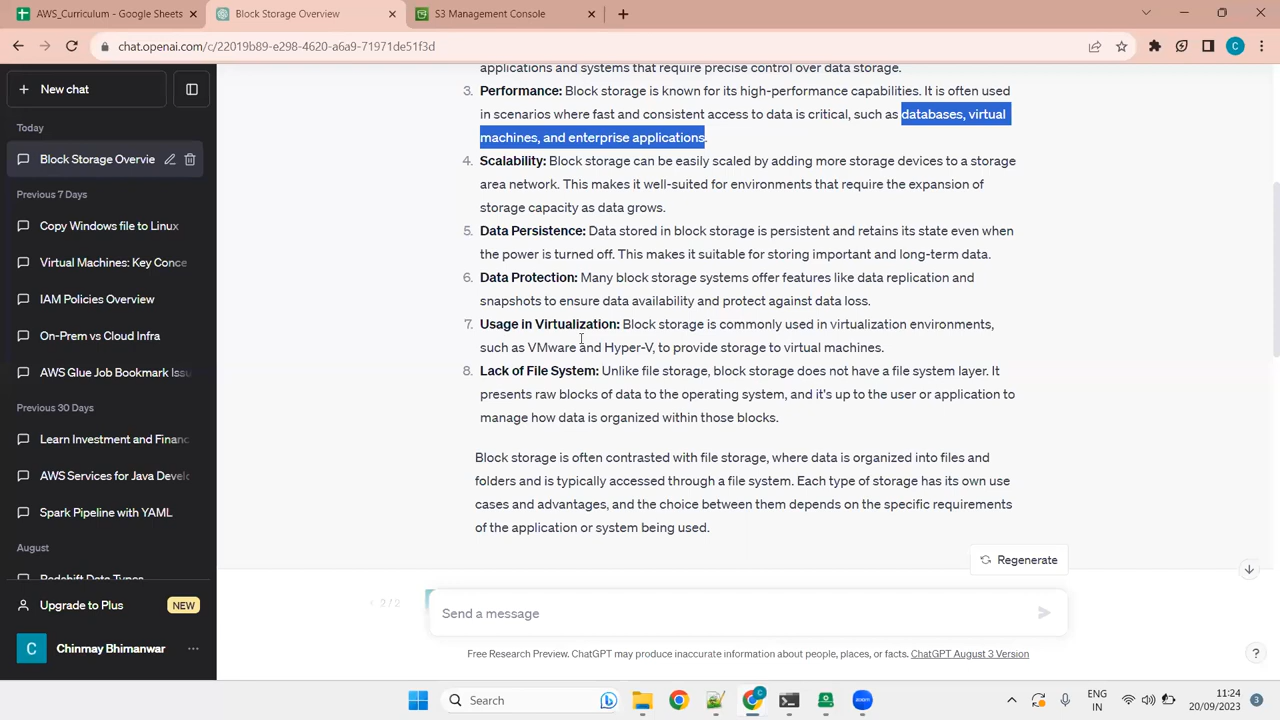 AWS_Curriculum - Google Sheets
Block Storage Overview
S3 Management Console
chat.openai.com/c/22019b89-e298-4620-a6a9-71971de51f3d
C
New chat
Today
Block Storage Overvie
Previous 7 Days
Copy Windows file to Linux
Virtual Machines: Key Conce
IAM Policies Overview
On-Prem vs Cloud Infra
AWS Glue Job Bookmark Issu
Previous 30 Days
Learn Investment and Financ
AWS Services for Java Develo
Spark Pipeline with YAML
August
Redshift Data Types
Upgrade to Plus
NEW
C
Chinmay Bhimanwar
applications and systems that require precise control over data storage.
3. Performance: Block storage is known for its high-performance capabilities. It is often used
in scenarios where fast and consistent access to data is critical, such as databases, virtual
machines, and enterprise applications.
4. Scalability: Block storage can be easily scaled by adding more storage devices to a storage
area network. This makes it well-suited for environments that require the expansion of
storage capacity as data grows.
5. Data Persistence: Data stored in block storage is persistent and retains its state even when
the power is turned off. This makes it suitable for storing important and long-term data.
6. Data Protection: Many block storage systems offer features like data replication and
snapshots to ensure data availability and protect against data loss.
7. Usage in Virtualization: Block storage is commonly used in virtualization environments,
such as VMware and Hyper-V, to provide storage to virtual machines.
8. Lack of File System: Unlike file storage, block storage does not have a file system layer. It
presents raw blocks of data to the operating system, and it's up to the user or application to
manage how data is organized within those blocks.
Block storage is often contrasted with file storage, where data is organized into files and
folders and is typically accessed through a file system. Each type of storage has its own use
cases and advantages, and the choice between them depends on the specific requirements
of the application or system being used.
Regenerate
2/2
Send a message
Free Research Preview. ChatGPT may produce inaccurate information about people, places, or facts. ChatGPT August 3 Version
?
Search
zoom
ENG
IN
11:24
20/09/2023
3